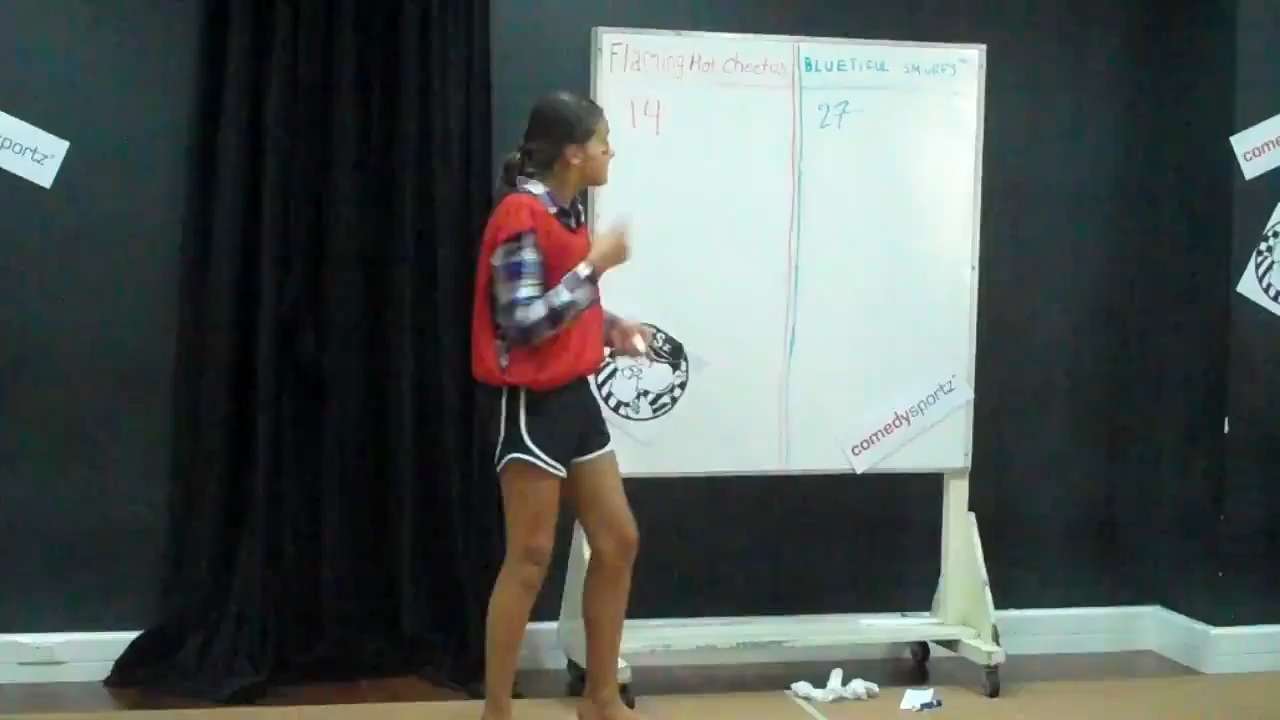 Flaming Hot Cheetos
BLUETIFUL SMURFS
14
27
comedysportz
sportz
come